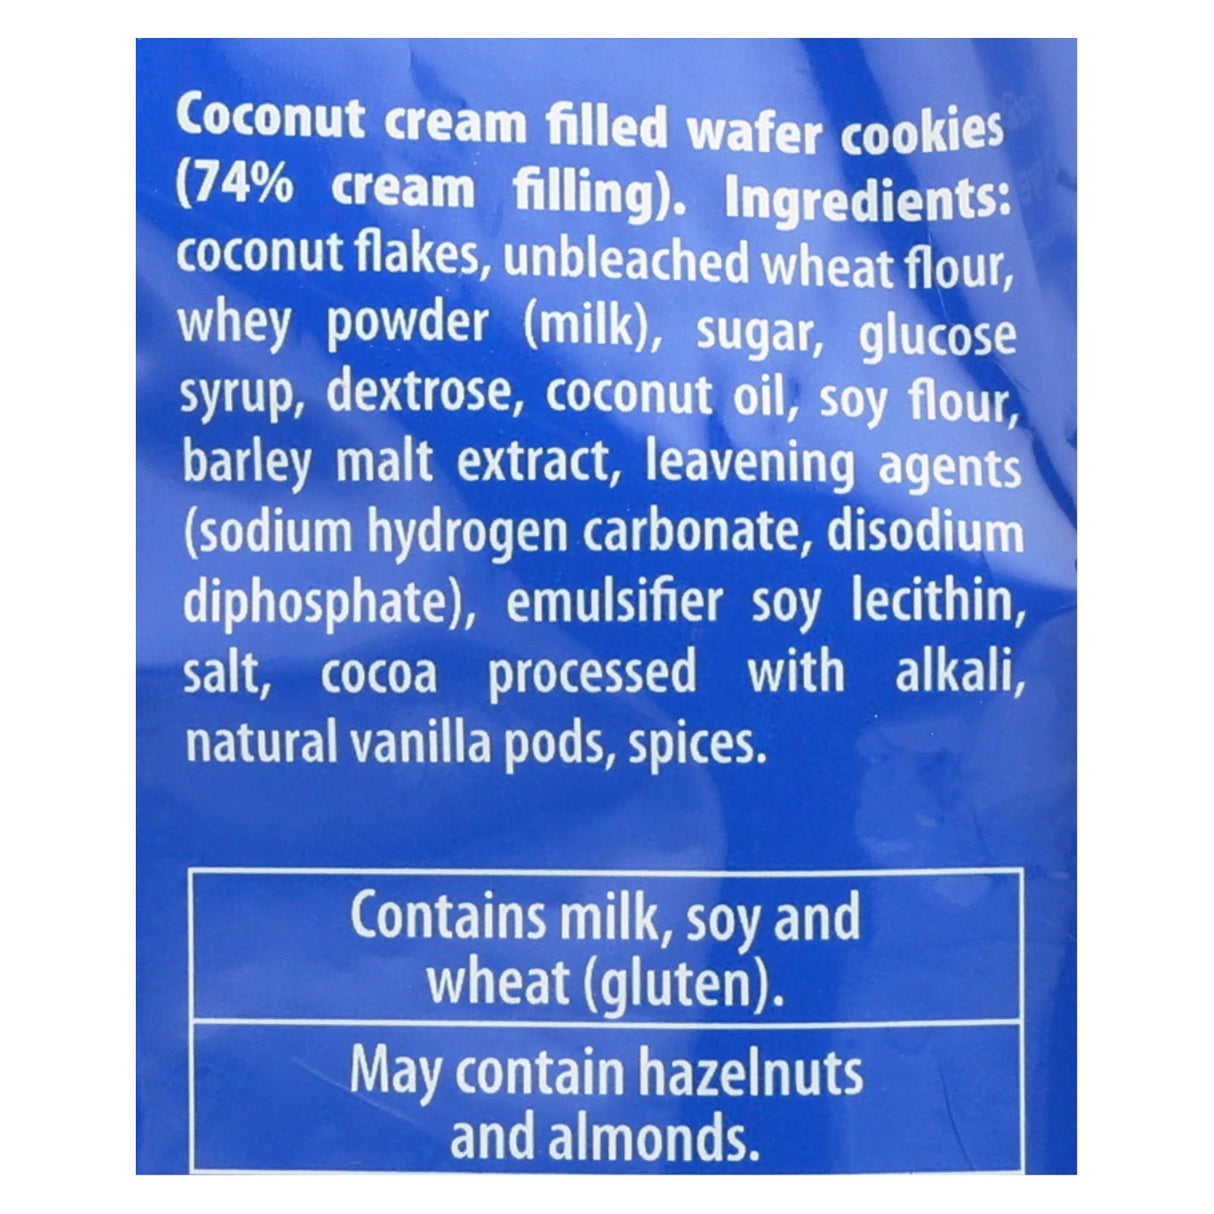 Coconut cream filled wafer cookies
(74% cream filling). Ingredients:
coconut flakes, unbleached wheat flour,
whey powder (milk), sugar, glucose
syrup, dextrose, coconut oil, soy flour,
barley malt extract, leavening agents
(sodium hydrogen carbonate, disodium
diphosphate), emulsifier soy lecithin,
salt, cocoa processed with alkali,
natural vanilla pods, spices.
Contains milk, soy and
wheat (gluten).
May contain hazelnuts
and almonds.